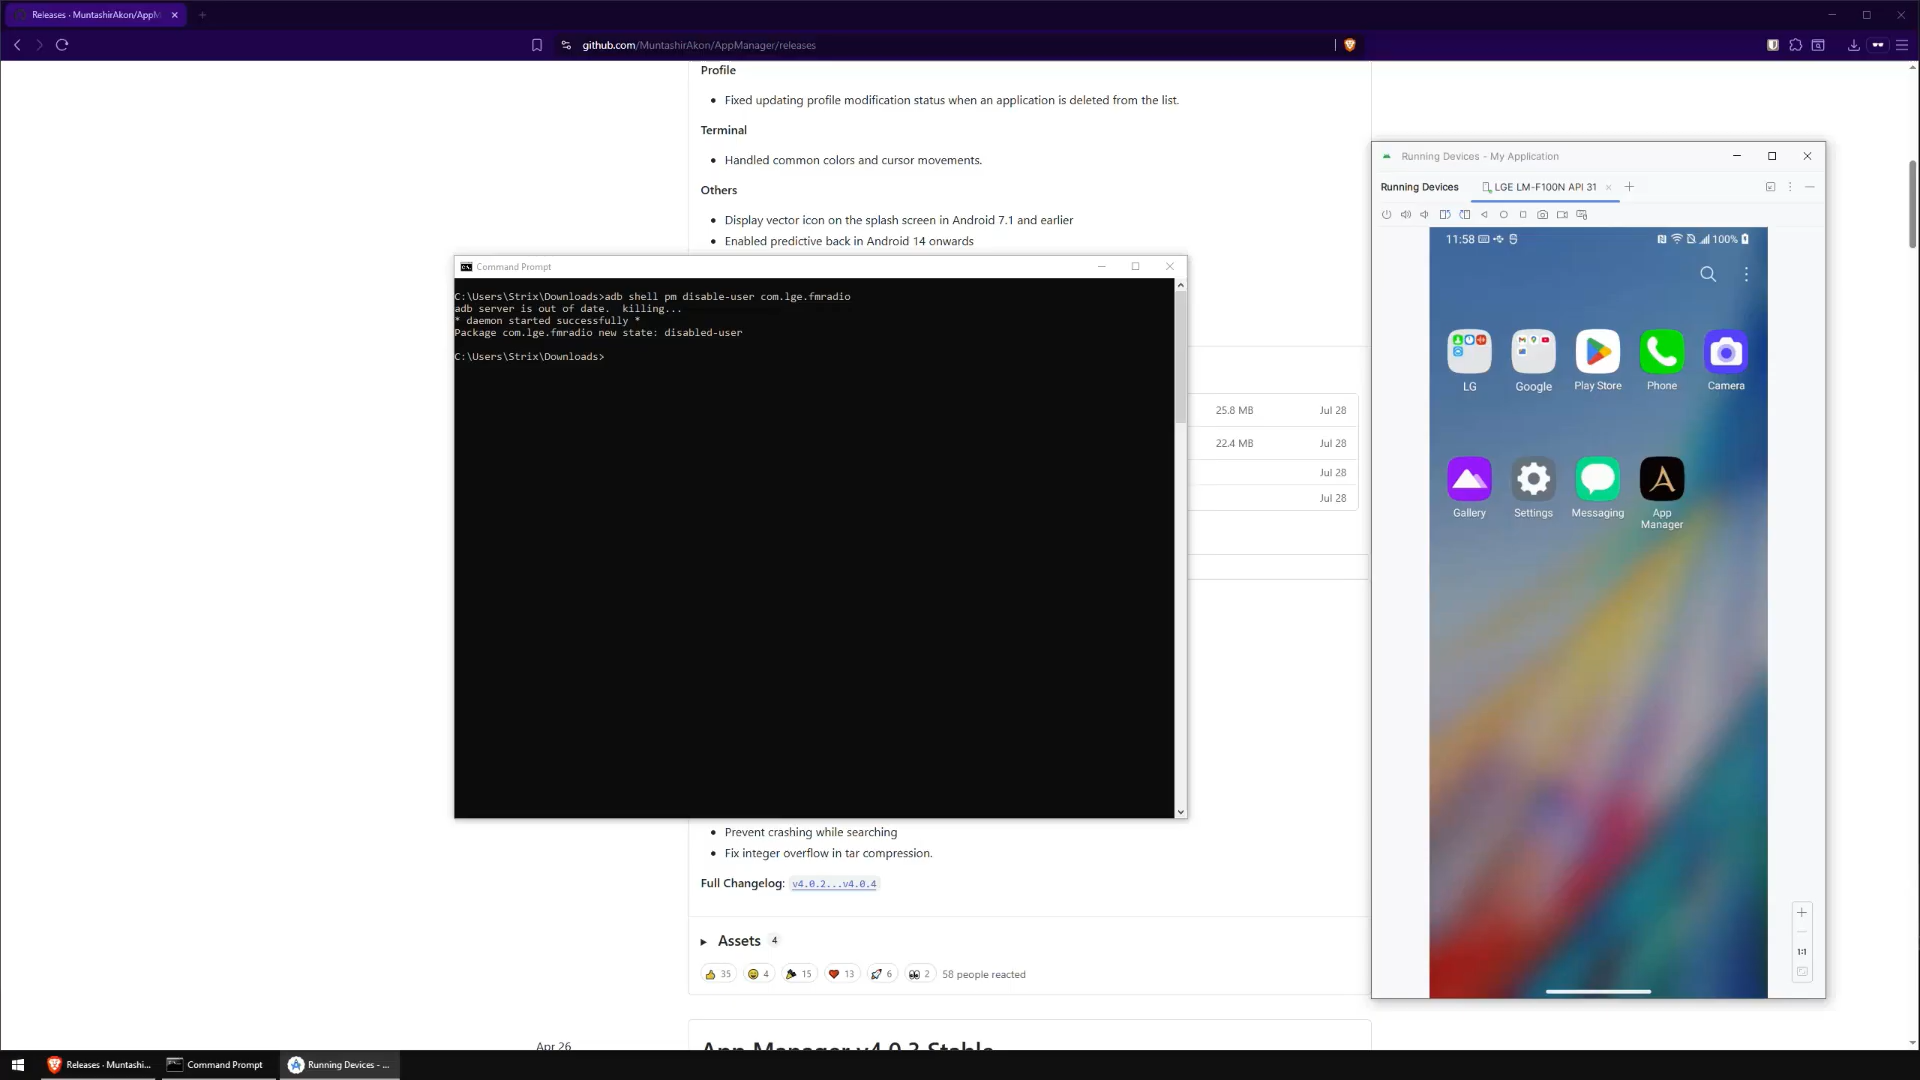 Releases · MuntashirAkon/AppM
github.com/MuntashirAkon/AppManager/releases
Profile
Fixed updating profile modification status when an application is deleted from the list.
Terminal
Handled common colors and cursor movements.
Others
Display vector icon on the splash screen in Android 7.1 and earlier
Enabled predictive back in Android 14 onwards
Command Prompt
C:\Users\Strix\Downloads>adb shell pm disable-user com.lge.fmradio
adb server is out of date.  killing...
* daemon started successfully *
Package com.lge.fmradio new state: disabled-user
C:\Users\Strix\Downloads>
25.8 MB Jul 28
22.4 MB Jul 28
Jul 28
Jul 28
Prevent crashing while searching
Fix integer overflow in tar compression.
Full Changelog: v4.0.2...v4.0.4
Assets 4
35 4 15 13 6 2 58 people reacted
Apr 26
App Manager v4.0.3 Stable
Running Devices - My Application
Running Devices LGE LM-F100N API 31
11:58 100%
LG Google Play Store Phone Camera
Gallery Settings Messaging App
Manager
1:1
Releases · Muntashi...
Command Prompt
Running Devices - ...